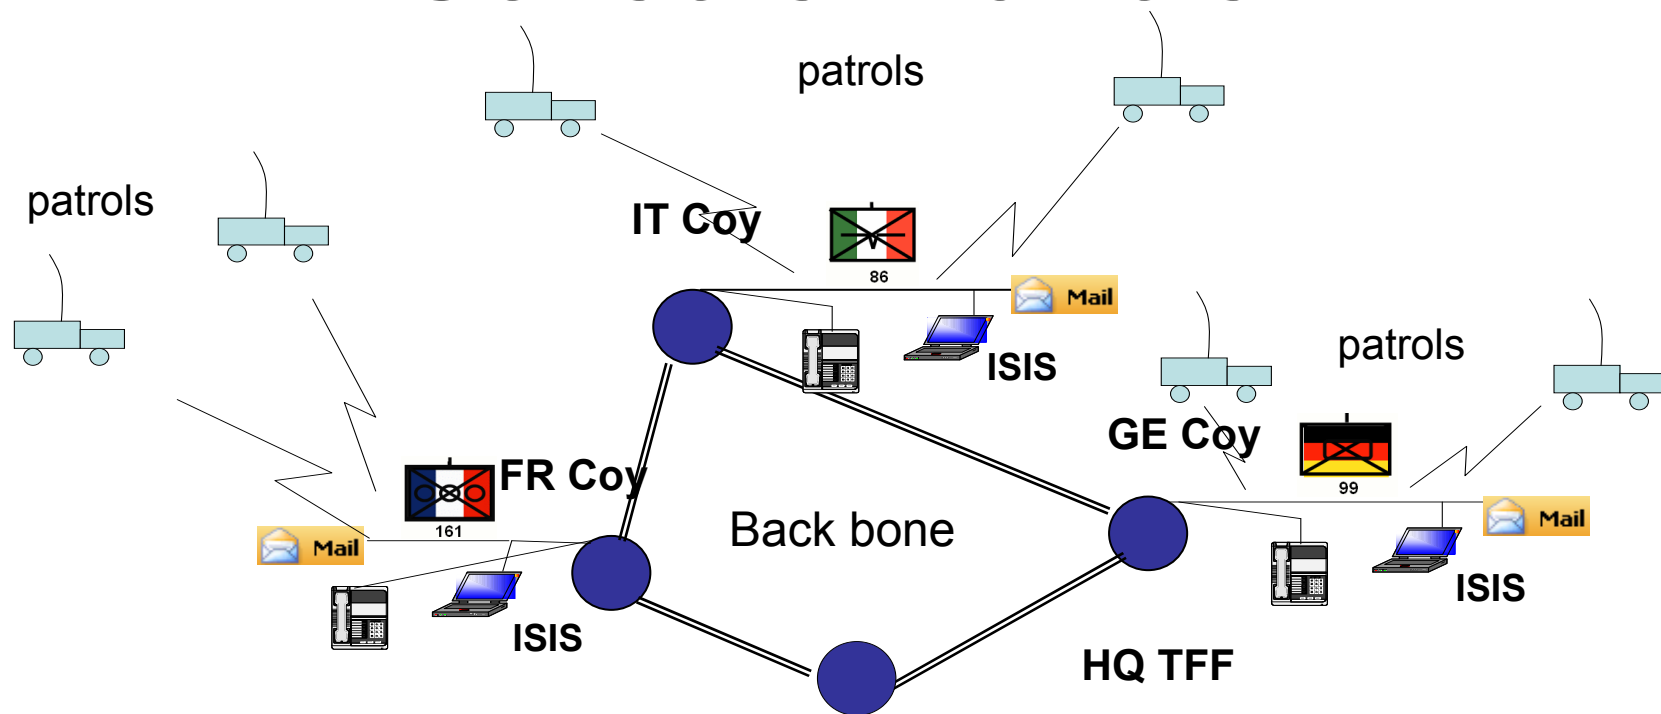 patrols
patrols
IT Coy
86
Mail
ISIS
patrols
GE Coy
99
Mail
ISIS
FR Coy
161
Mail
ISIS
Back bone
HQ TFF